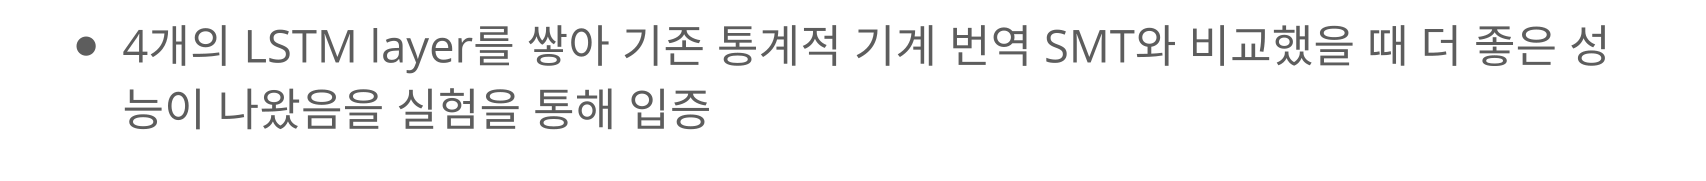 ● 4개의 LSTM layer를 쌓아 기존 통계적 기계 번역 SMT와 비교했을 때 더 좋은 성
능이 나왔음을 실험을 통해 입증